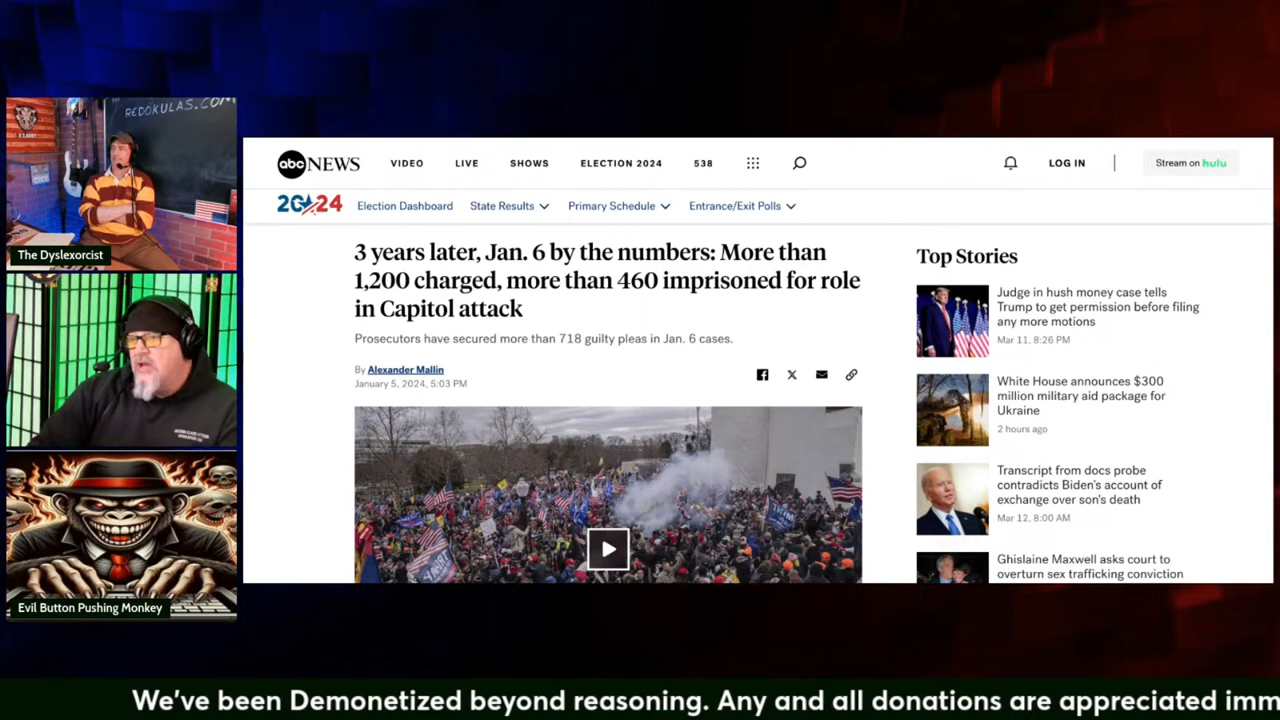 REDOKULAS.COM
The Dyslexorcist
Evil Button Pushing Monkey
abc NEWS
VIDEO
LIVE
SHOWS
ELECTION 2024
538
LOG IN
Stream on hulu
2024
Election Dashboard
State Results
Primary Schedule
Entrance/Exit Polls
3 years later, Jan. 6 by the numbers: More than
1,200 charged, more than 460 imprisoned for role
in Capitol attack
Prosecutors have secured more than 718 guilty pleas in Jan. 6 cases.
By Alexander Mallin
January 5, 2024, 5:03 PM
Top Stories
Judge in hush money case tells
Trump to get permission before filing
any more motions
Mar 11, 8:26 PM
White House announces $300
million military aid package for
Ukraine
2 hours ago
Transcript from docs probe
contradicts Biden's account of
exchange over son's death
Mar 12, 8:00 AM
Ghislaine Maxwell asks court to
overturn sex trafficking conviction
We've been Demonetized beyond reasoning. Any and all donations are appreciated imm